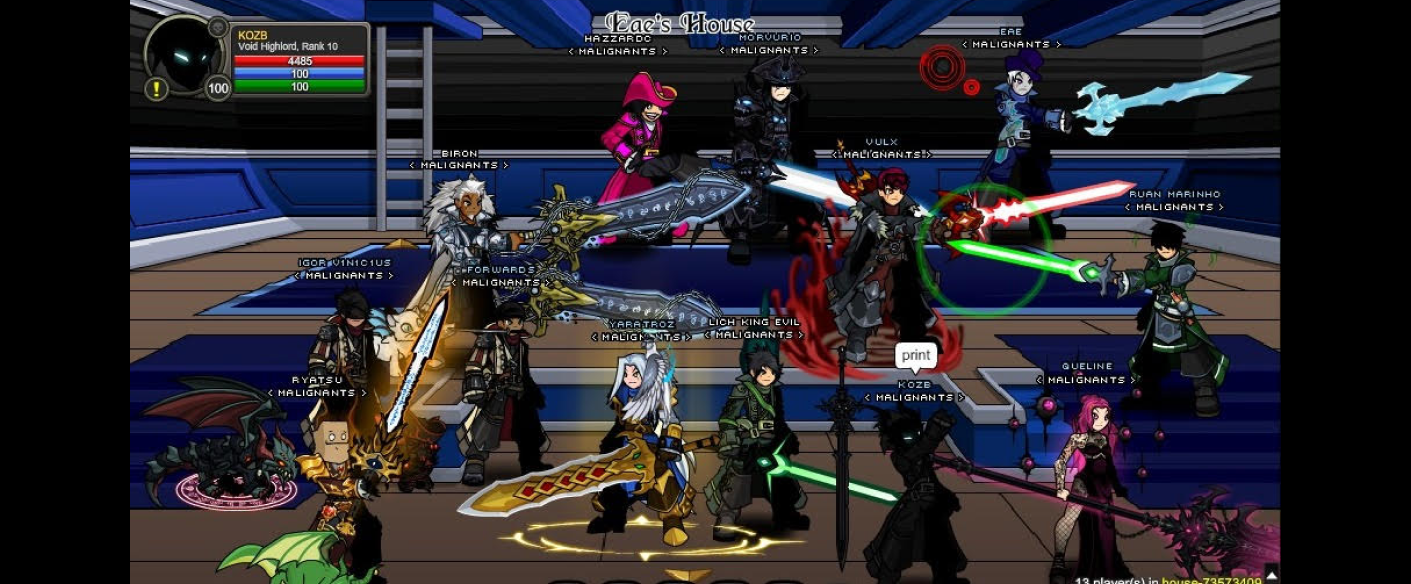 Eae's House
KOZB
Void Highlord, Rank 10
4485
100
100
100
HAZZARDC
< MALIGNANTS >
MORVURIO
< MALIGNANTS >
EAE
< MALIGNANTS >
BIRON
< MALIGNANTS >
VULX
< MALIGNANTS >
RUAN MARINHO
< MALIGNANTS >
IGOR V1N1C1US
< MALIGNANTS >
FORWARDS
< MALIGNANTS >
YARATROZ
< MALIGNANTS >
LICH KING EVIL
< MALIGNANTS >
print
KOZB
< MALIGNANTS >
QUELINE
< MALIGNANTS >
RYATSU
< MALIGNANTS >
13 player(s) in house-73573409